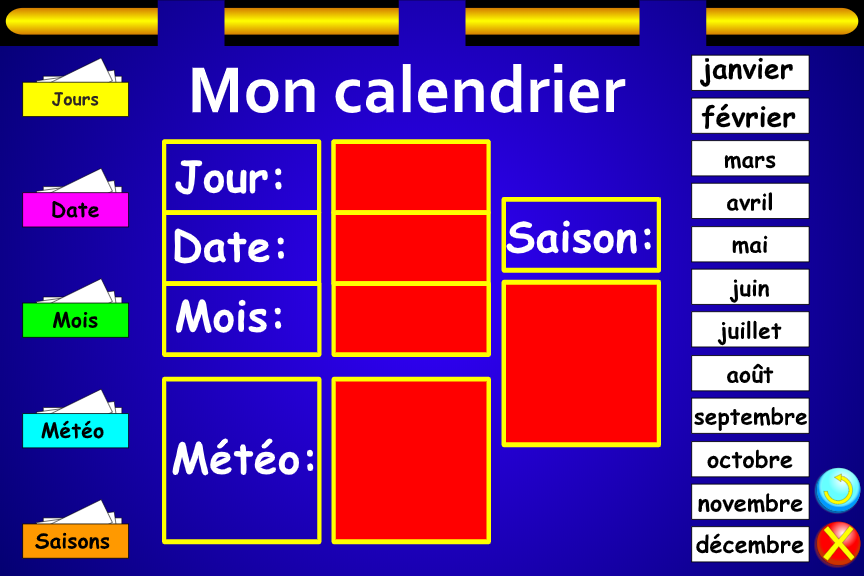 Mon calendrier
Jours
Date
Mois
Météo
Saisons
Jour:
Date:
Mois:
Météo:
Saison:
janvier
février
mars
avril
mai
juin
juillet
août
septembre
octobre
novembre
décembre